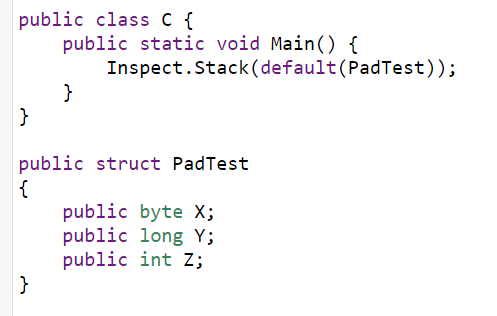 public class C {
    public static void Main() {
        Inspect.Stack(default(PadTest));
    }
}

public struct PadTest
{
    public byte X;
    public long Y;
    public int Z;
}